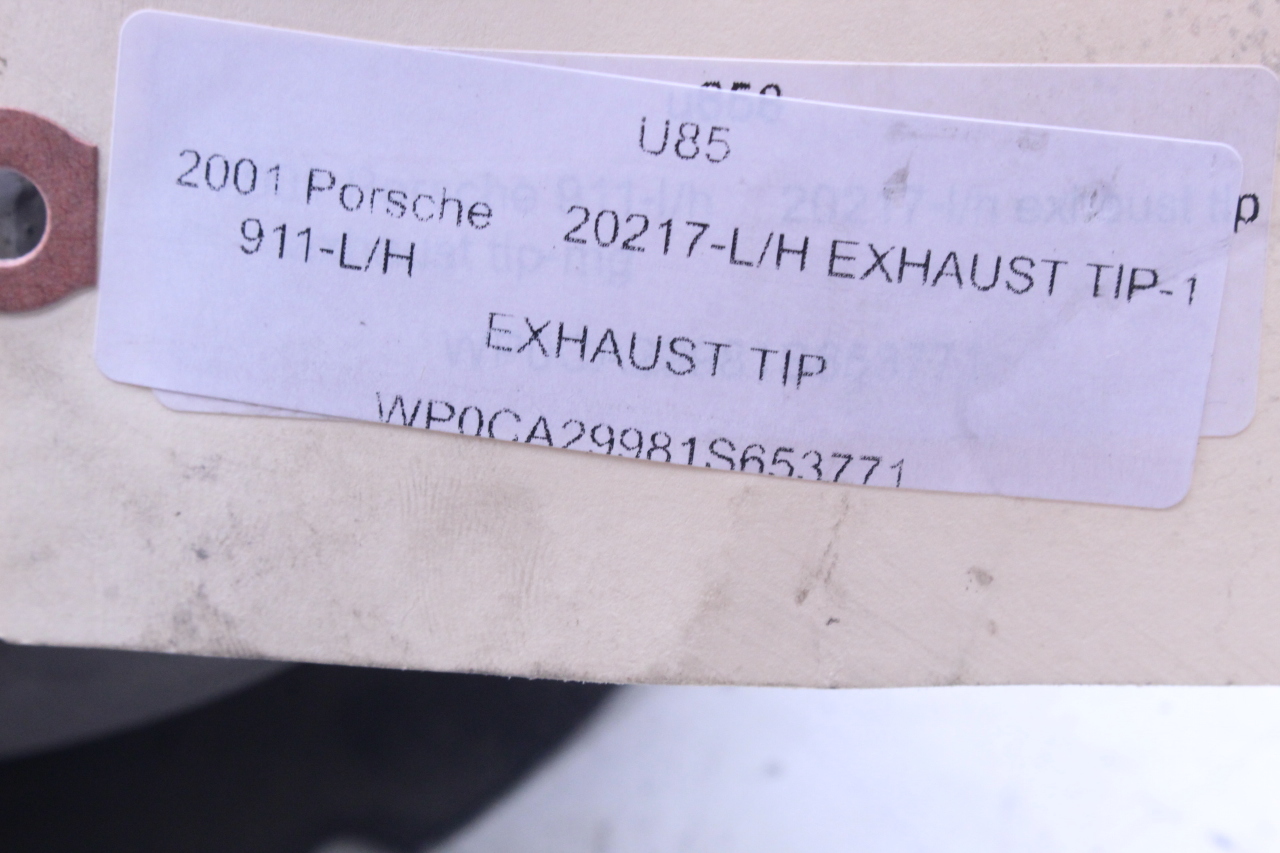 U85
2001 Porsche 20217-L/H EXHAUST TIP-1
911-L/H
EXHAUST TIP
WP0CA29981S653771
p